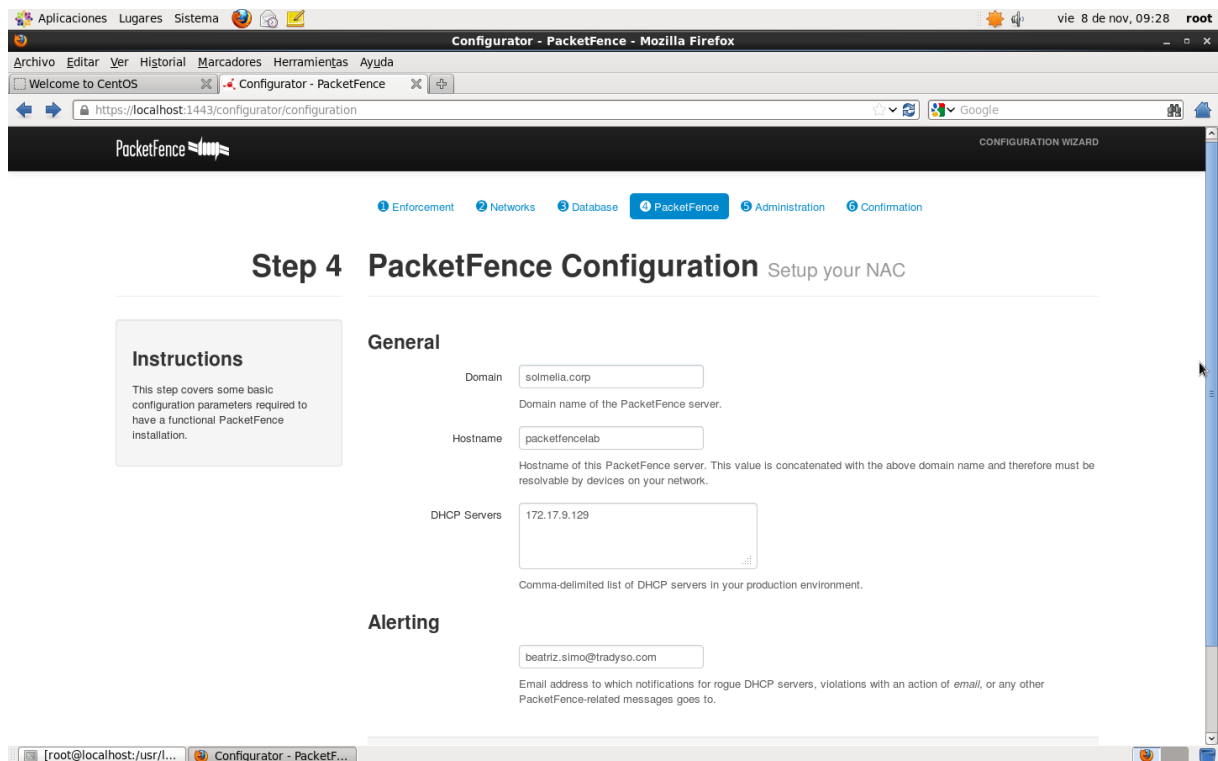 Aplicaciones Lugares Sistema vie 8 de nov, 09:28 root
Configurator - PacketFence - Mozilla Firefox
Archivo Editar Ver Historial Marcadores Herramientas Ayuda
Welcome to CentOS Configurator - PacketFence
https://localhost:1443/configurator/configuration Google
PacketFence CONFIGURATION WIZARD
1 Enforcement 2 Networks 3 Database 4 PacketFence 5 Administration 6 Confirmation
Step 4 PacketFence Configuration Setup your NAC
Instructions
This step covers some basic
configuration parameters required to
have a functional PacketFence
installation.
General
Domain solmelia.corp
Domain name of the PacketFence server.
Hostname packetfencelab
Hostname of this PacketFence server. This value is concatenated with the above domain name and therefore must be
resolvable by devices on your network.
DHCP Servers 172.17.9.129
Comma-delimited list of DHCP servers in your production environment.
Alerting
beatriz.simo@tradyso.com
Email address to which notifications for rogue DHCP servers, violations with an action of email, or any other
PacketFence-related messages goes to.
[root@localhost:/usr/l... Configurator - PacketF...